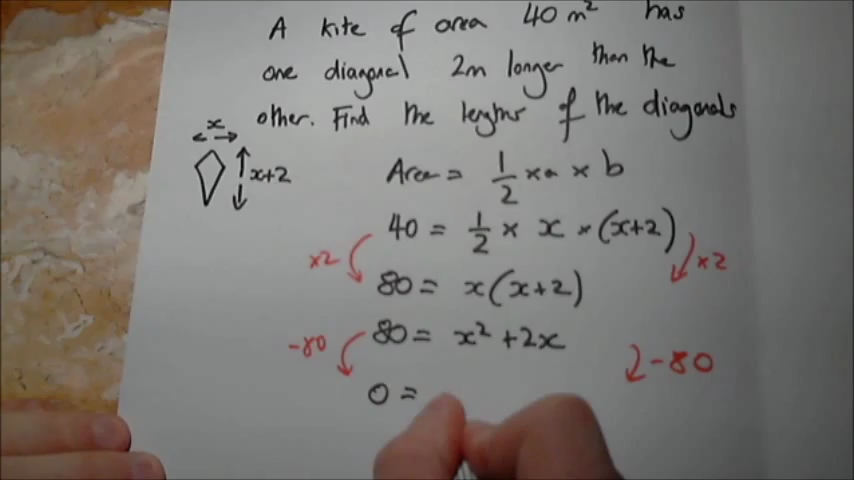 A kite of area 40 m² has
one diagonal 2m longer than the
other. Find the lengths of the diagonals
x
x+2
Area = 1/2 × a × b
40 = 1/2 × x × (x+2)
×2 ×2
80 = x(x+2)
80 = x² + 2x
-80 -80
0 =